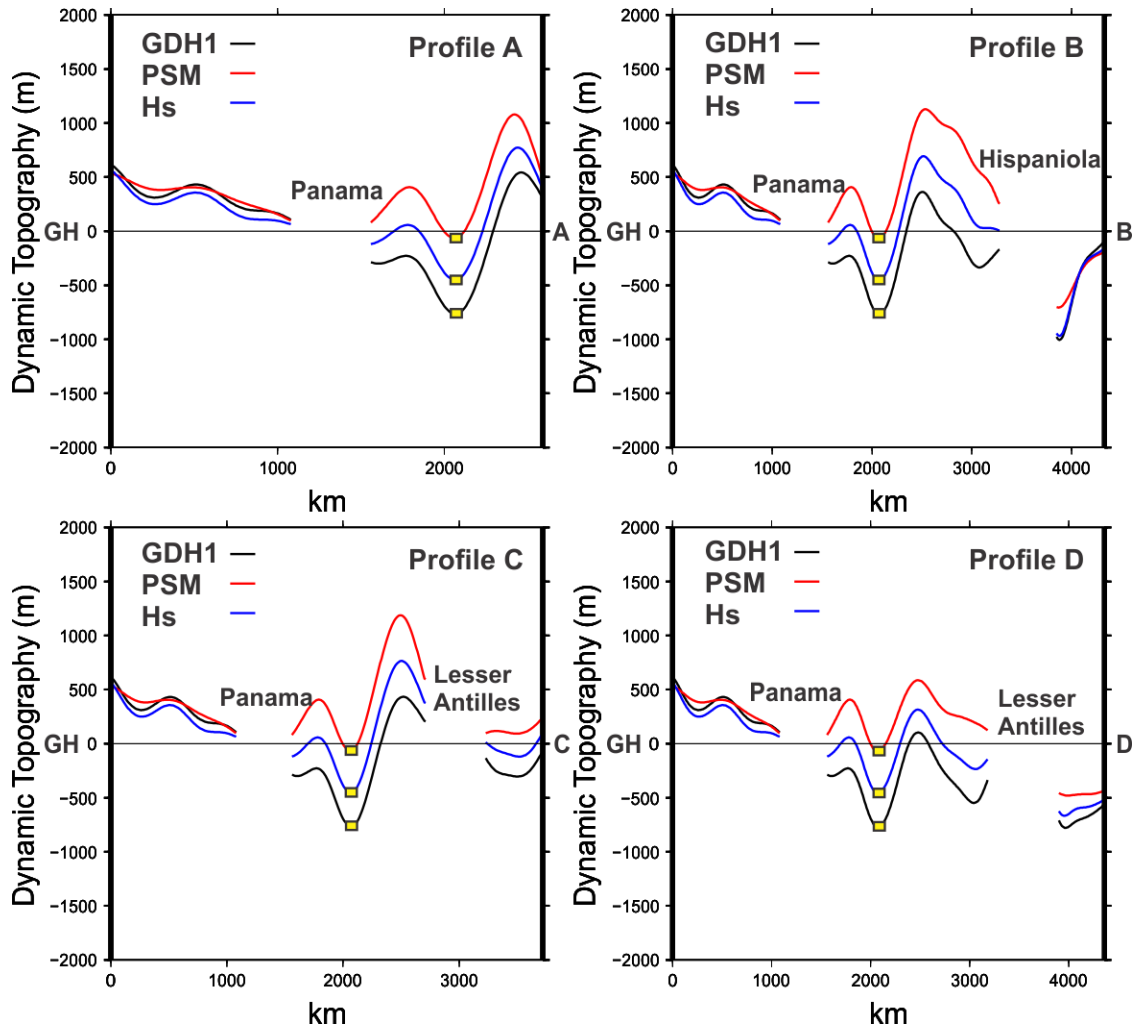 2000
1500
1000
500
0
−500
−1000
−1500
−2000
Dynamic Topography (m)
GDH1
PSM
Hs
Profile A
Panama
GH
A
0
1000
2000
km
2000
1500
1000
500
0
−500
−1000
−1500
−2000
Dynamic Topography (m)
GDH1
PSM
Hs
Profile B
Panama
Hispaniola
GH
B
0
1000
2000
3000
4000
km
2000
1500
1000
500
0
−500
−1000
−1500
−2000
Dynamic Topography (m)
GDH1
PSM
Hs
Profile C
Panama
Lesser
Antilles
GH
C
0
1000
2000
3000
km
2000
1500
1000
500
0
−500
−1000
−1500
−2000
Dynamic Topography (m)
GDH1
PSM
Hs
Profile D
Panama
Lesser
Antilles
GH
D
0
1000
2000
3000
4000
km